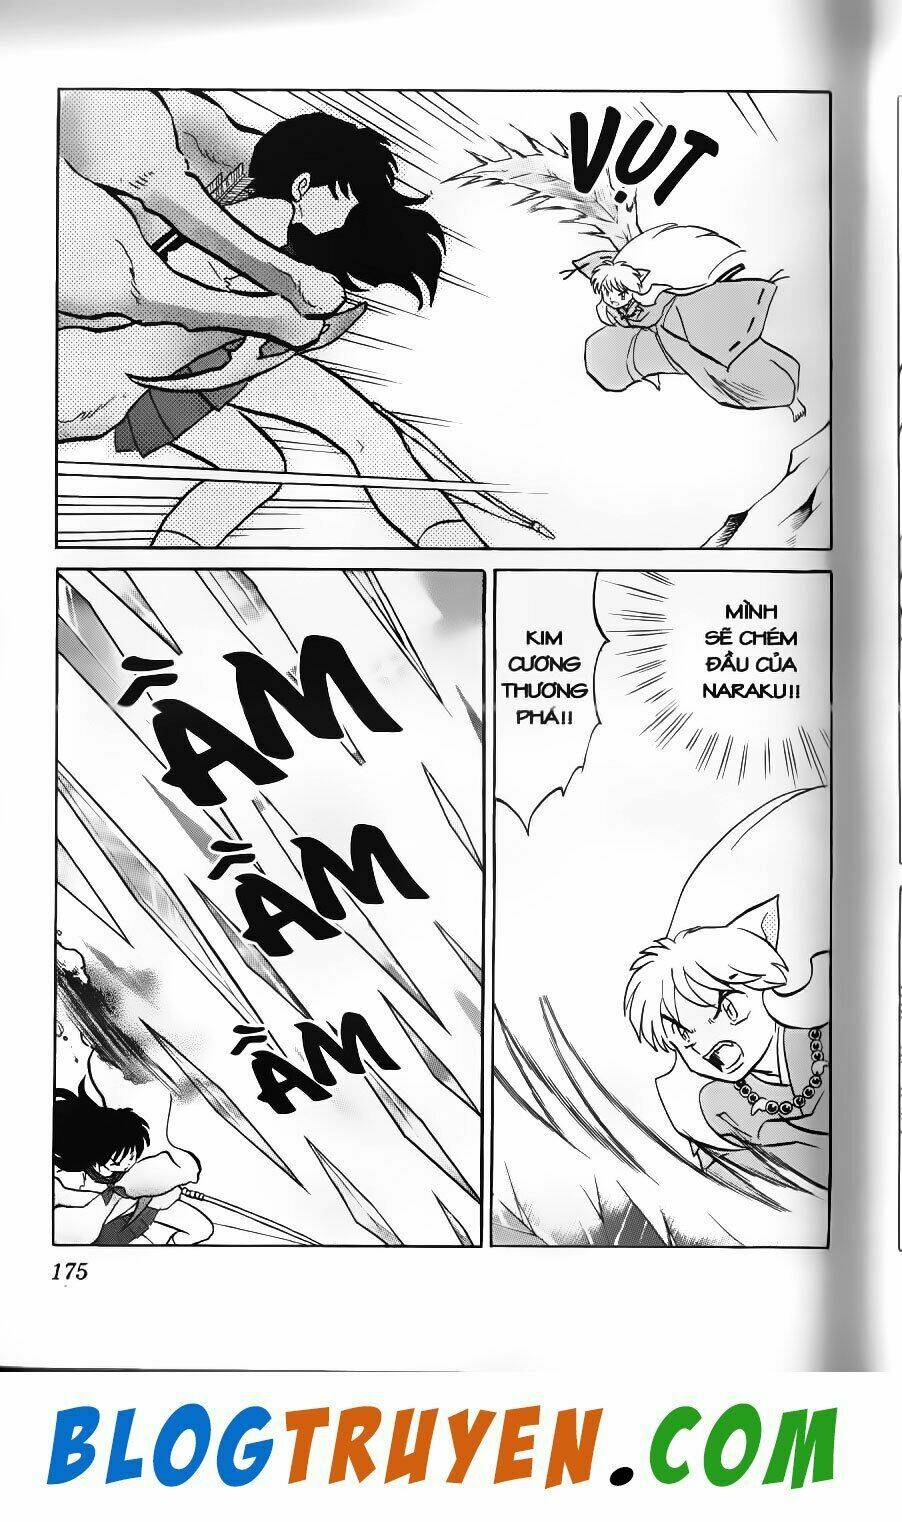 VỤT
MÌNH
SẼ CHÉM
ĐẦU CỦA
NARAKU!!
KIM
CƯƠNG
THƯƠNG
PHÁ!!
ẦM
ẦM
ẦM
175
BLOGTRUYEN.COM